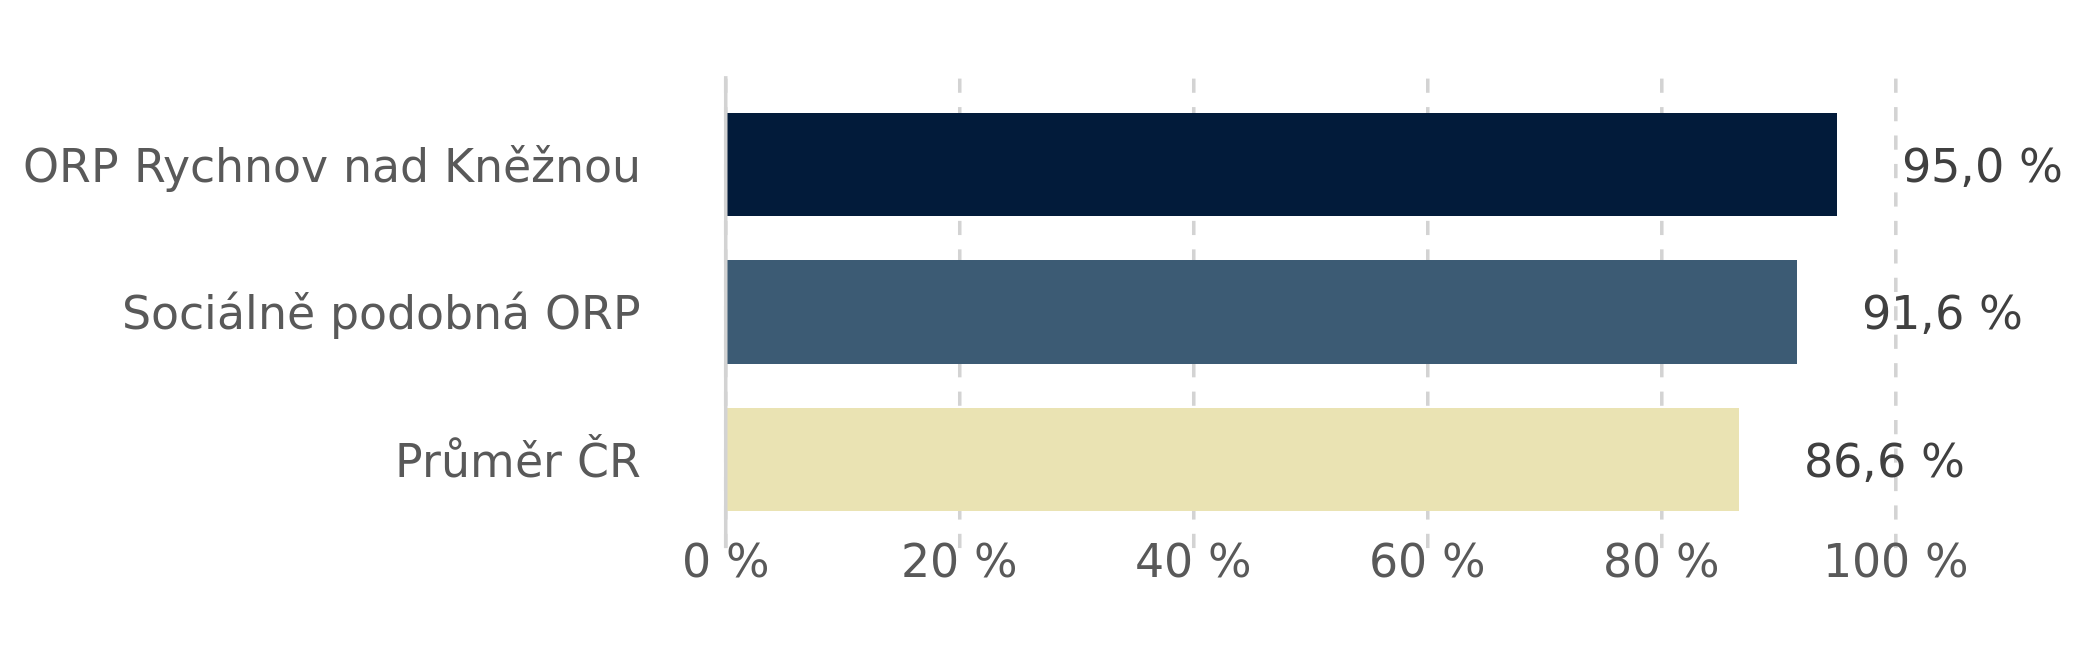 ORP Rychnov nad Kněžnou 95,0 %
Sociálně podobná ORP 91,6 %
Průměr ČR 86,6 %
0 % 20 % 40 % 60 % 80 % 100 %